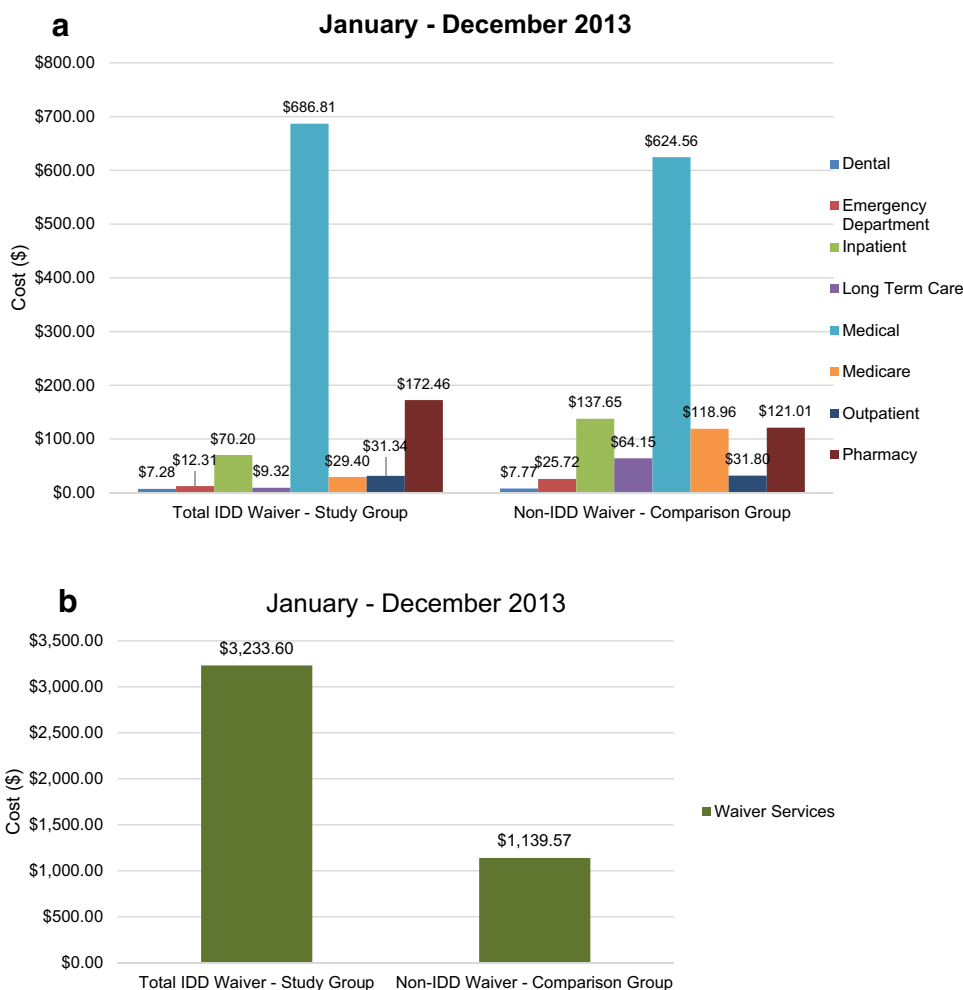 a
January - December 2013
$800.00
$700.00
$600.00
$500.00
$400.00
$300.00
$200.00
$100.00
$0.00
Cost ($)
$7.28
$12.31
$70.20
$9.32
$686.81
$29.40
$31.34
$172.46
$7.77
$25.72
$137.65
$64.15
$624.56
$118.96
$31.80
$121.01
Total IDD Waiver - Study Group
Non-IDD Waiver - Comparison Group
Dental
Emergency
Department
Inpatient
Long Term Care
Medical
Medicare
Outpatient
Pharmacy
b
January - December 2013
$3,500.00
$3,000.00
$2,500.00
$2,000.00
$1,500.00
$1,000.00
$500.00
$0.00
Cost ($)
$3,233.60
$1,139.57
Total IDD Waiver - Study Group
Non-IDD Waiver - Comparison Group
Waiver Services